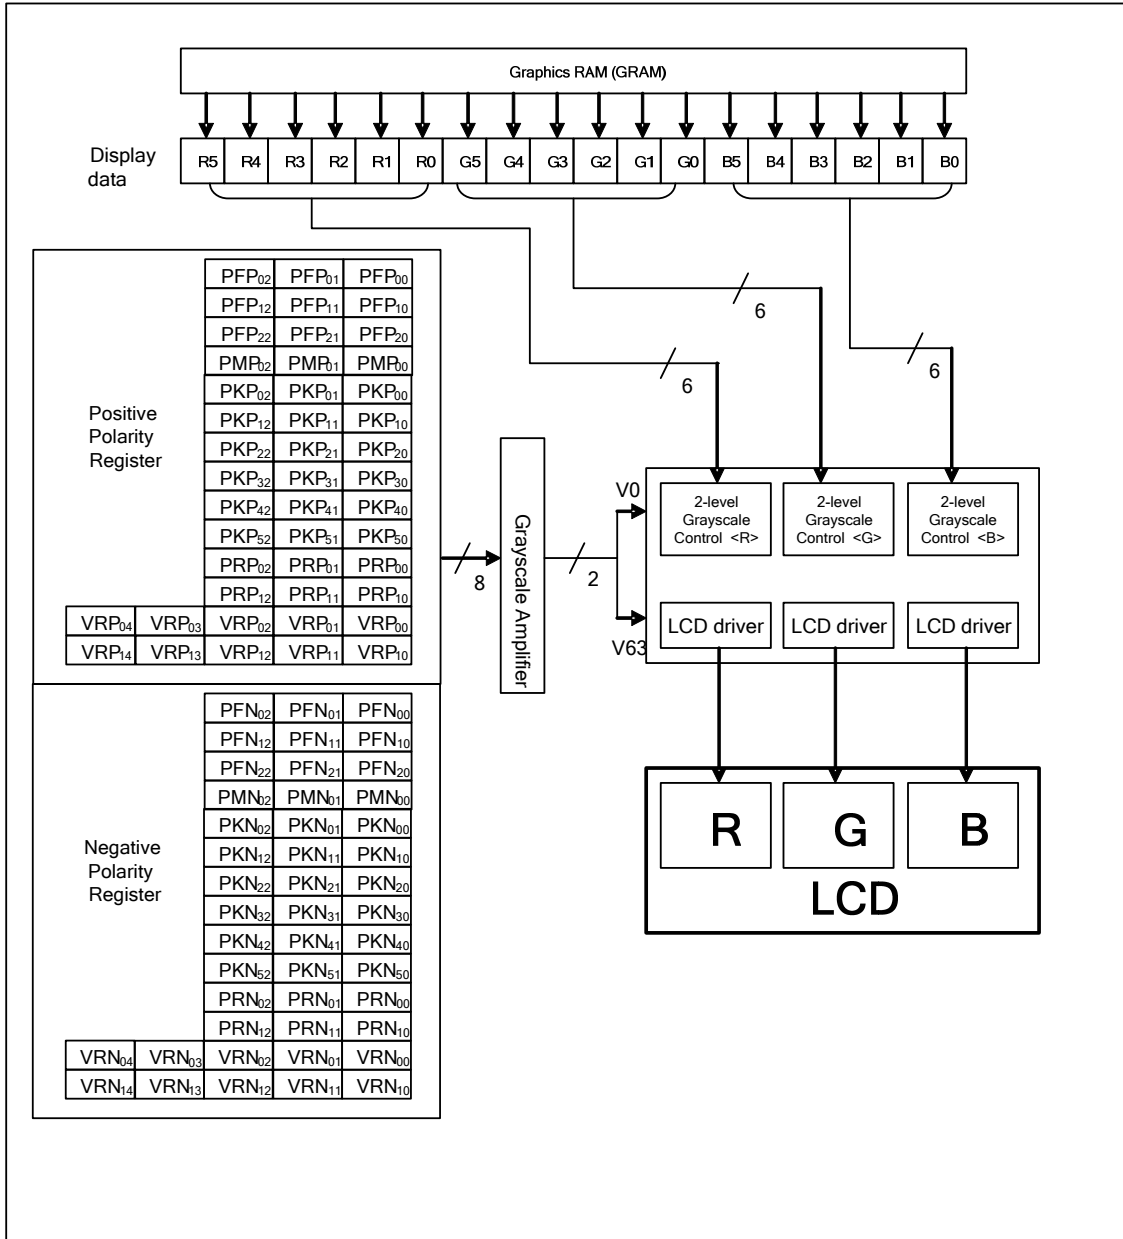 Graphics RAM (GRAM)
Display
data
R5 R4 R3 R2 R1 R0 G5 G4 G3 G2 G1 G0 B5 B4 B3 B2 B1 B0
6
6
6
Positive
Polarity
Register
PFP02 PFP01 PFP00
PFP12 PFP11 PFP10
PFP22 PFP21 PFP20
PMP02 PMP01 PMP00
PKP02 PKP01 PKP00
PKP12 PKP11 PKP10
PKP22 PKP21 PKP20
PKP32 PKP31 PKP30
PKP42 PKP41 PKP40
PKP52 PKP51 PKP50
PRP02 PRP01 PRP00
PRP12 PRP11 PRP10
VRP04 VRP03 VRP02 VRP01 VRP00
VRP14 VRP13 VRP12 VRP11 VRP10
8
Grayscale Amplifier
2
V0
V63
2-level
Grayscale
Control <R>
2-level
Grayscale
Control <G>
2-level
Grayscale
Control <B>
LCD driver LCD driver LCD driver
Negative
Polarity
Register
PFN02 PFN01 PFN00
PFN12 PFN11 PFN10
PFN22 PFN21 PFN20
PMN02 PMN01 PMN00
PKN02 PKN01 PKN00
PKN12 PKN11 PKN10
PKN22 PKN21 PKN20
PKN32 PKN31 PKN30
PKN42 PKN41 PKN40
PKN52 PKN51 PKN50
PRN02 PRN01 PRN00
PRN12 PRN11 PRN10
VRN04 VRN03 VRN02 VRN01 VRN00
VRN14 VRN13 VRN12 VRN11 VRN10
R G B
LCD